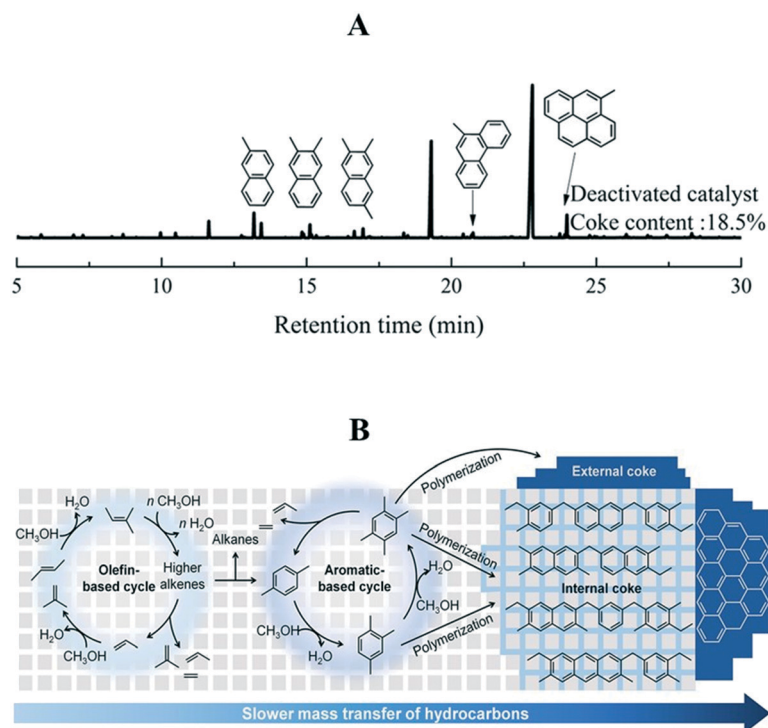 A
Deactivated catalyst
Coke content :18.5%
5 10 15 20 25 30
Retention time (min)
B
Polymerization
External coke
H₂O
n CH₃OH
CH₃OH
n H₂O
Alkanes
Olefin-
based cycle
Higher
alkenes
Aromatic-
based cycle
Polymerization
H₂O
CH₃OH
Internal coke
H₂O
CH₃OH
CH₃OH
H₂O
Polymerization
Slower mass transfer of hydrocarbons